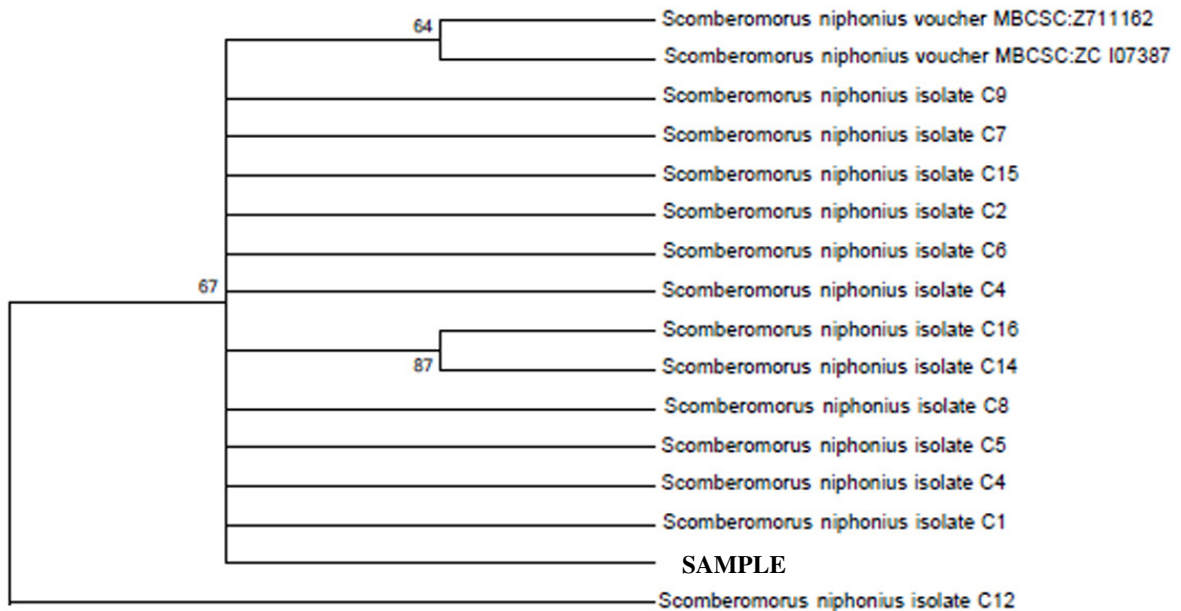 64
Scomberomorus niphonius voucher MBCSC:Z711162
Scomberomorus niphonius voucher MBCSC:ZC I07387
Scomberomorus niphonius isolate C9
Scomberomorus niphonius isolate C7
Scomberomorus niphonius isolate C15
Scomberomorus niphonius isolate C2
Scomberomorus niphonius isolate C6
67
Scomberomorus niphonius isolate C4
Scomberomorus niphonius isolate C16
87
Scomberomorus niphonius isolate C14
Scomberomorus niphonius isolate C8
Scomberomorus niphonius isolate C5
Scomberomorus niphonius isolate C4
Scomberomorus niphonius isolate C1
SAMPLE
Scomberomorus niphonius isolate C12